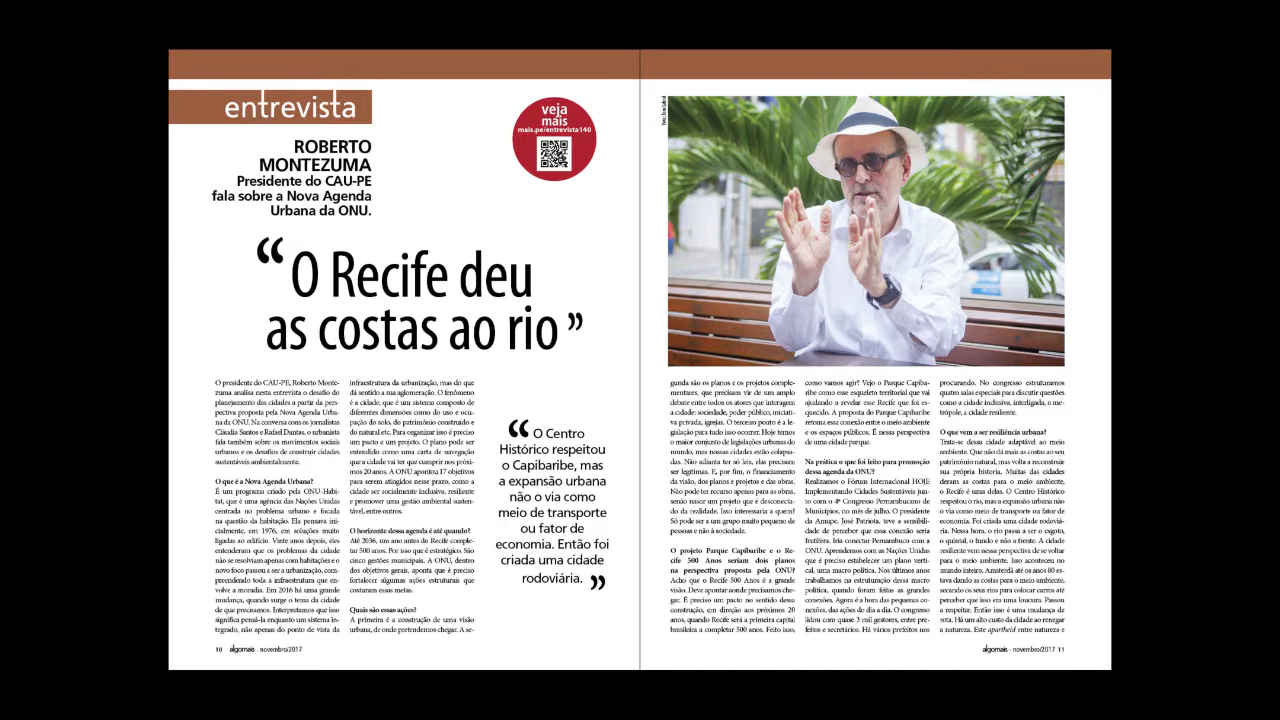 entrevista
ROBERTO
MONTEZUMA
Presidente do CAU-PE
fala sobre a Nova Agenda
Urbana da ONU.
veja
mais
mais.pe/entrevista140
“O Recife deu
as costas ao rio”
O presidente do CAU-PE, Roberto Monte-
zuma analisa nesta entrevista o desafio do
planejamento das cidades a partir da pers-
pectiva proposta pela Nova Agenda Urba-
na da ONU. Na conversa com os jornalistas
Cláudia Santos e Rafael Dantas, o urbanista
fala também sobre os movimentos sociais
urbanos e os desafios de construir cidades
sustentáveis ambientalmente.
O que é a Nova Agenda Urbana?
É um programa criado pela ONU-Habi-
tat, que é uma agência das Nações Unidas
centrada no problema urbano e focada
na questão da habitação. Ela pensava ini-
cialmente, em 1976, em soluções muito
ligadas ao edifício. Vinte anos depois, eles
entenderam que os problemas da cidade
não se resolviam apenas com habitações e o
novo foco passou a ser a urbanização, com-
preendendo toda a infraestrutura que en-
volve a moradia. Em 2016 há uma grande
mudança, quando surge o tema da cidade
de que precisamos. Interpretamos que isso
significa pensá-la enquanto um sistema in-
tegrado, não apenas do ponto de vista da
infraestrutura da urbanização, mas do que
dá sentido a sua aglomeração. O fenômeno
é a cidade, que é um sistema composto de
diferentes dimensões como do uso e ocu-
pação do solo, do patrimônio construído e
do natural etc. Para organizar isso é preciso
um pacto e um projeto. O plano pode ser
entendido como uma carta de navegação
que a cidade vai ter que cumprir nos próxi-
mos 20 anos. A ONU apontou 17 objetivos
para serem atingidos nesse prazo, como a
cidade ser socialmente inclusiva, resiliente
e promover uma gestão ambiental susten-
tável, entre outros.
O horizonte dessa agenda é até quando?
Até 2036, um ano antes do Recife comple-
tar 500 anos. Por isso que é estratégico. São
cinco gestões municipais. A ONU, dentro
dos objetivos gerais, aponta que é preciso
fortalecer algumas ações estruturais que
costuram essas metas.
Quais são essas ações?
A primeira é a construção de uma visão
urbana, de onde pretendemos chegar. A se-
“O Centro
Histórico respeitou
o Capibaribe, mas
a expansão urbana
não o via como
meio de transporte
ou fator de
economia. Então foi
criada uma cidade
rodoviária.”
10 algomais - novembro/2017
gunda são os planos e os projetos comple-
mentares, que precisam vir de um amplo
debate entre todos os atores que interagem
a cidade: sociedade, poder público, iniciati-
va privada, igrejas. O terceiro ponto é a le-
gislação para tudo isso ocorrer. Hoje temos
o maior conjunto de legislações urbanas do
mundo, mas nossas cidades estão colapsa-
das. Não adianta ter só leis, elas precisam
ser legítimas. E, por fim, o financiamento
da visão, dos planos e projetos e das obras.
Não pode ter recurso apenas para as obras,
senão nasce um projeto que é desconecta-
do da realidade. Isso interessaria a quem?
Só pode ser a um grupo muito pequeno de
pessoas e não à sociedade.
O projeto Parque Capibaribe e o Re-
cife 500 Anos seriam dois planos
na perspectiva proposta pela ONU?
Acho que o Recife 500 Anos é a grande
visão. Deve apontar aonde precisamos che-
gar. É preciso um pacto no sentido dessa
construção, em direção aos próximos 20
anos, quando Recife será a primeira capital
brasileira a completar 500 anos. Feito isso,
Foto: Tom Cabral
como vamos agir? Vejo o Parque Capiba-
ribe como esse esqueleto territorial que vai
ajudando a revelar esse Recife que foi es-
quecido. A proposta do Parque Capibaribe
retoma essa conexão entre o meio ambiente
e os espaços públicos. É nessa perspectiva
de uma cidade parque.
Na prática o que foi feito para promoção
dessa agenda da ONU?
Realizamos o Fórum Internacional HOJE
Implementando Cidades Sustentáveis jun-
to com o 4º Congresso Pernambucano de
Municípios, no mês de julho. O presidente
da Amupe. José Patriota, teve a sensibili-
dade de perceber que essa conexão seria
frutífera. Iria conectar Pernambuco com a
ONU. Aprendemos com as Nações Unidas
que é preciso estabelecer um plano verti-
cal, uma macro política. Nos últimos anos
trabalhamos na estruturação dessa macro
política, quando foram feitas as grandes
conexões. Agora é a hora das pequenas co-
nexões, das ações do dia a dia. O congresso
lidou com quase 3 mil gestores, entre pre-
feitos e secretários. Há vários prefeitos nos
procurando. No congresso estruturamos
quatro salas especiais para discutir questões
como a cidade inclusiva, interligada, o me-
trópole, a cidade resiliente.
O que vem a ser resiliência urbana?
Trata-se dessa cidade adaptável ao meio
ambiente. Que não dá mais as costas ao seu
patrimônio natural, mas volta a reconstruir
sua própria historia. Muitas das cidades
deram as costas para o meio ambiente,
o Recife é uma delas. O Centro Histórico
respeitou o rio, mas a expansão urbana não
o via como meio de transporte ou fator de
economia. Foi criada uma cidade rodoviá-
ria. Nessa hora, o rio passa a ser o esgoto,
o quintal, o fundo e não a frente. A cidade
resiliente vem nessa perspectiva de se voltar
para o meio ambiente. Isso aconteceu no
mundo inteiro. Amsterdã até os anos 80 es-
tava dando as costas para o meio ambiente,
secando os seus rios para colocar carros até
perceber que isso era uma loucura. Passou
a respeitar. Então isso é uma mudança de
rota. Há um alto custo da cidade ao renegar
a natureza. Este apartheid entre natureza e
algomais - novembro/2017 11